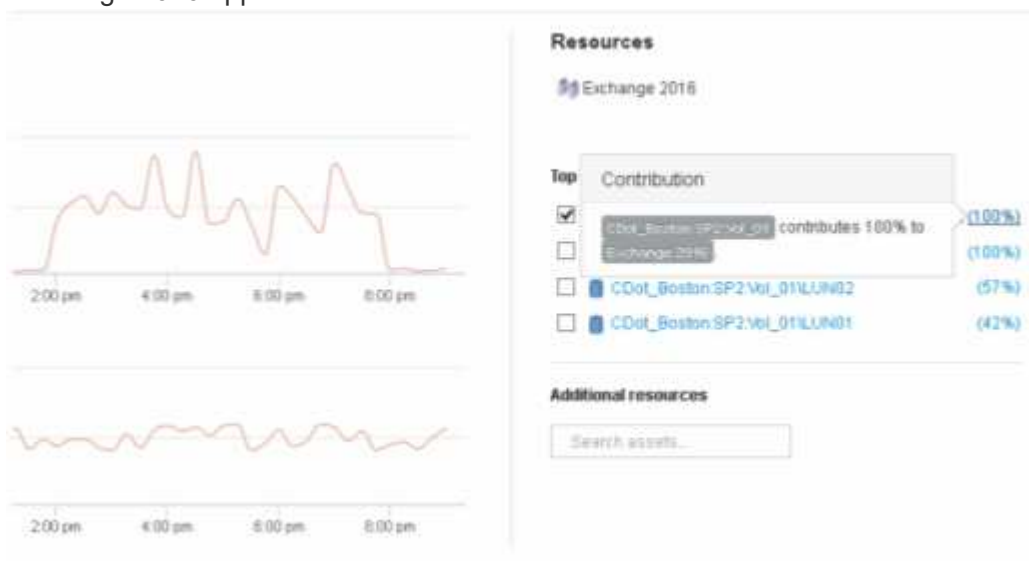 Resources
Exchange 2016
Top
Contribution
(100%)
CDot_Boston:SP2:Vol_01 contributes 100% to
Exchange 2016
(100%)
CDot_Boston:SP2:Vol_01\LUN02 (57%)
CDot_Boston:SP2:Vol_01\LUN01 (42%)
2:00 pm 4:00 pm 6:00 pm 8:00 pm
Additional resources
Search assets...
2:00 pm 4:00 pm 6:00 pm 8:00 pm